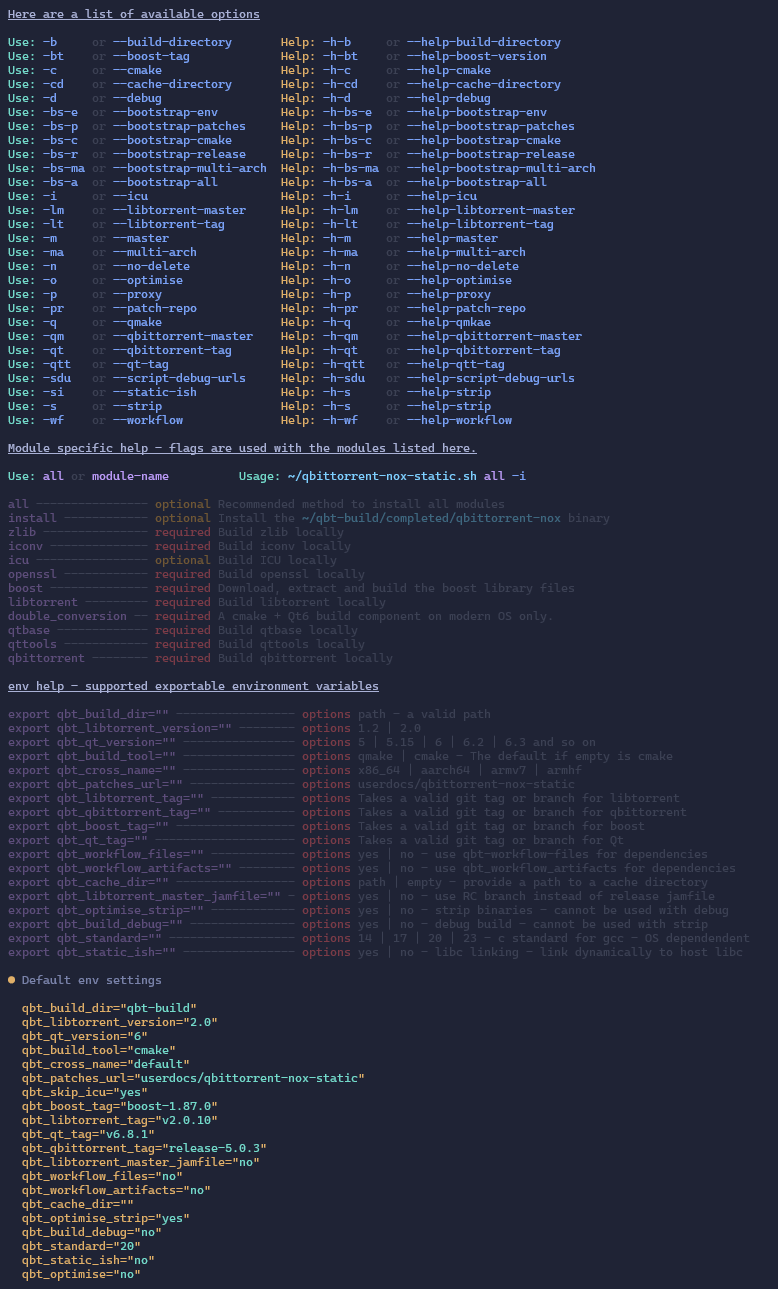 Here are a list of available options
Use: -b or --build-directory Help: -h-b or --help-build-directory
Use: -bt or --boost-tag Help: -h-bt or --help-boost-version
Use: -c or --cmake Help: -h-c or --help-cmake
Use: -cd or --cache-directory Help: -h-cd or --help-cache-directory
Use: -d or --debug Help: -h-d or --help-debug
Use: -bs-e or --bootstrap-env Help: -h-bs-e or --help-bootstrap-env
Use: -bs-p or --bootstrap-patches Help: -h-bs-p or --help-bootstrap-patches
Use: -bs-c or --bootstrap-cmake Help: -h-bs-c or --help-bootstrap-cmake
Use: -bs-r or --bootstrap-release Help: -h-bs-r or --help-bootstrap-release
Use: -bs-ma or --bootstrap-multi-arch Help: -h-bs-ma or --help-bootstrap-multi-arch
Use: -bs-a or --bootstrap-all Help: -h-bs-a or --help-bootstrap-all
Use: -i or --icu Help: -h-i or --help-icu
Use: -lm or --libtorrent-master Help: -h-lm or --help-libtorrent-master
Use: -lt or --libtorrent-tag Help: -h-lt or --help-libtorrent-tag
Use: -m or --master Help: -h-m or --help-master
Use: -ma or --multi-arch Help: -h-ma or --help-multi-arch
Use: -n or --no-delete Help: -h-n or --help-no-delete
Use: -o or --optimise Help: -h-o or --help-optimise
Use: -p or --proxy Help: -h-p or --help-proxy
Use: -pr or --patch-repo Help: -h-pr or --help-patch-repo
Use: -q or --qmake Help: -h-q or --help-qmkae
Use: -qm or --qbittorrent-master Help: -h-qm or --help-qbittorrent-master
Use: -qt or --qbittorrent-tag Help: -h-qt or --help-qbittorrent-tag
Use: -qtt or --qt-tag Help: -h-qtt or --help-qtt-tag
Use: -sdu or --script-debug-urls Help: -h-sdu or --help-script-debug-urls
Use: -si or --static-ish Help: -h-s or --help-strip
Use: -s or --strip Help: -h-s or --help-strip
Use: -wf or --workflow Help: -h-wf or --help-workflow
Module specific help - flags are used with the modules listed here.
Use: all or module-name Usage: ~/qbittorrent-nox-static.sh all -i
all ---------------- optional Recommended method to install all modules
install ------------ optional Install the ~/qbt-build/completed/qbittorrent-nox binary
zlib --------------- required Build zlib locally
iconv -------------- required Build iconv locally
icu ---------------- optional Build ICU locally
openssl ------------ required Build openssl locally
boost -------------- required Download, extract and build the boost library files
libtorrent --------- required Build libtorrent locally
double_conversion -- required A cmake + Qt6 build component on modern OS only.
qtbase ------------- required Build qtbase locally
qttools ------------ required Build qttools locally
qbittorrent -------- required Build qbittorrent locally
env help - supported exportable environment variables
export qbt_build_dir="" ----------------- options path - a valid path
export qbt_libtorrent_version="" -------- options 1.2 | 2.0
export qbt_qt_version="" ---------------- options 5 | 5.15 | 6 | 6.2 | 6.3 and so on
export qbt_build_tool="" ---------------- options qmake | cmake - The default if empty is cmake
export qbt_cross_name="" ---------------- options x86_64 | aarch64 | armv7 | armhf
export qbt_patches_url="" --------------- options userdocs/qbittorrent-nox-static
export qbt_libtorrent_tag="" ------------ options Takes a valid git tag or branch for libtorrent
export qbt_qbittorrent_tag="" ----------- options Takes a valid git tag or branch for qbittorrent
export qbt_boost_tag="" ----------------- options Takes a valid git tag or branch for boost
export qbt_qt_tag="" -------------------- options Takes a valid git tag or branch for Qt
export qbt_workflow_files="" ------------ options yes | no - use qbt-workflow-files for dependencies
export qbt_workflow_artifacts="" -------- options yes | no - use qbt_workflow_artifacts for dependencies
export qbt_cache_dir="" ----------------- options path | empty - provide a path to a cache directory
export qbt_libtorrent_master_jamfile="" - options yes | no - use RC branch instead of release jamfile
export qbt_optimise_strip="" ------------ options yes | no - strip binaries - cannot be used with debug
export qbt_build_debug="" --------------- options yes | no - debug build - cannot be used with strip
export qbt_standard="" ------------------ options 14 | 17 | 20 | 23 - c standard for gcc - OS dependendent
export qbt_static_ish="" ---------------- options yes | no - libc linking - link dynamically to host libc
● Default env settings
qbt_build_dir="qbt-build"
qbt_libtorrent_version="2.0"
qbt_qt_version="6"
qbt_build_tool="cmake"
qbt_cross_name="default"
qbt_patches_url="userdocs/qbittorrent-nox-static"
qbt_skip_icu="yes"
qbt_boost_tag="boost-1.87.0"
qbt_libtorrent_tag="v2.0.10"
qbt_qt_tag="v6.8.1"
qbt_qbittorrent_tag="release-5.0.3"
qbt_libtorrent_master_jamfile="no"
qbt_workflow_files="no"
qbt_workflow_artifacts="no"
qbt_cache_dir=""
qbt_optimise_strip="yes"
qbt_build_debug="no"
qbt_standard="20"
qbt_static_ish="no"
qbt_optimise="no"